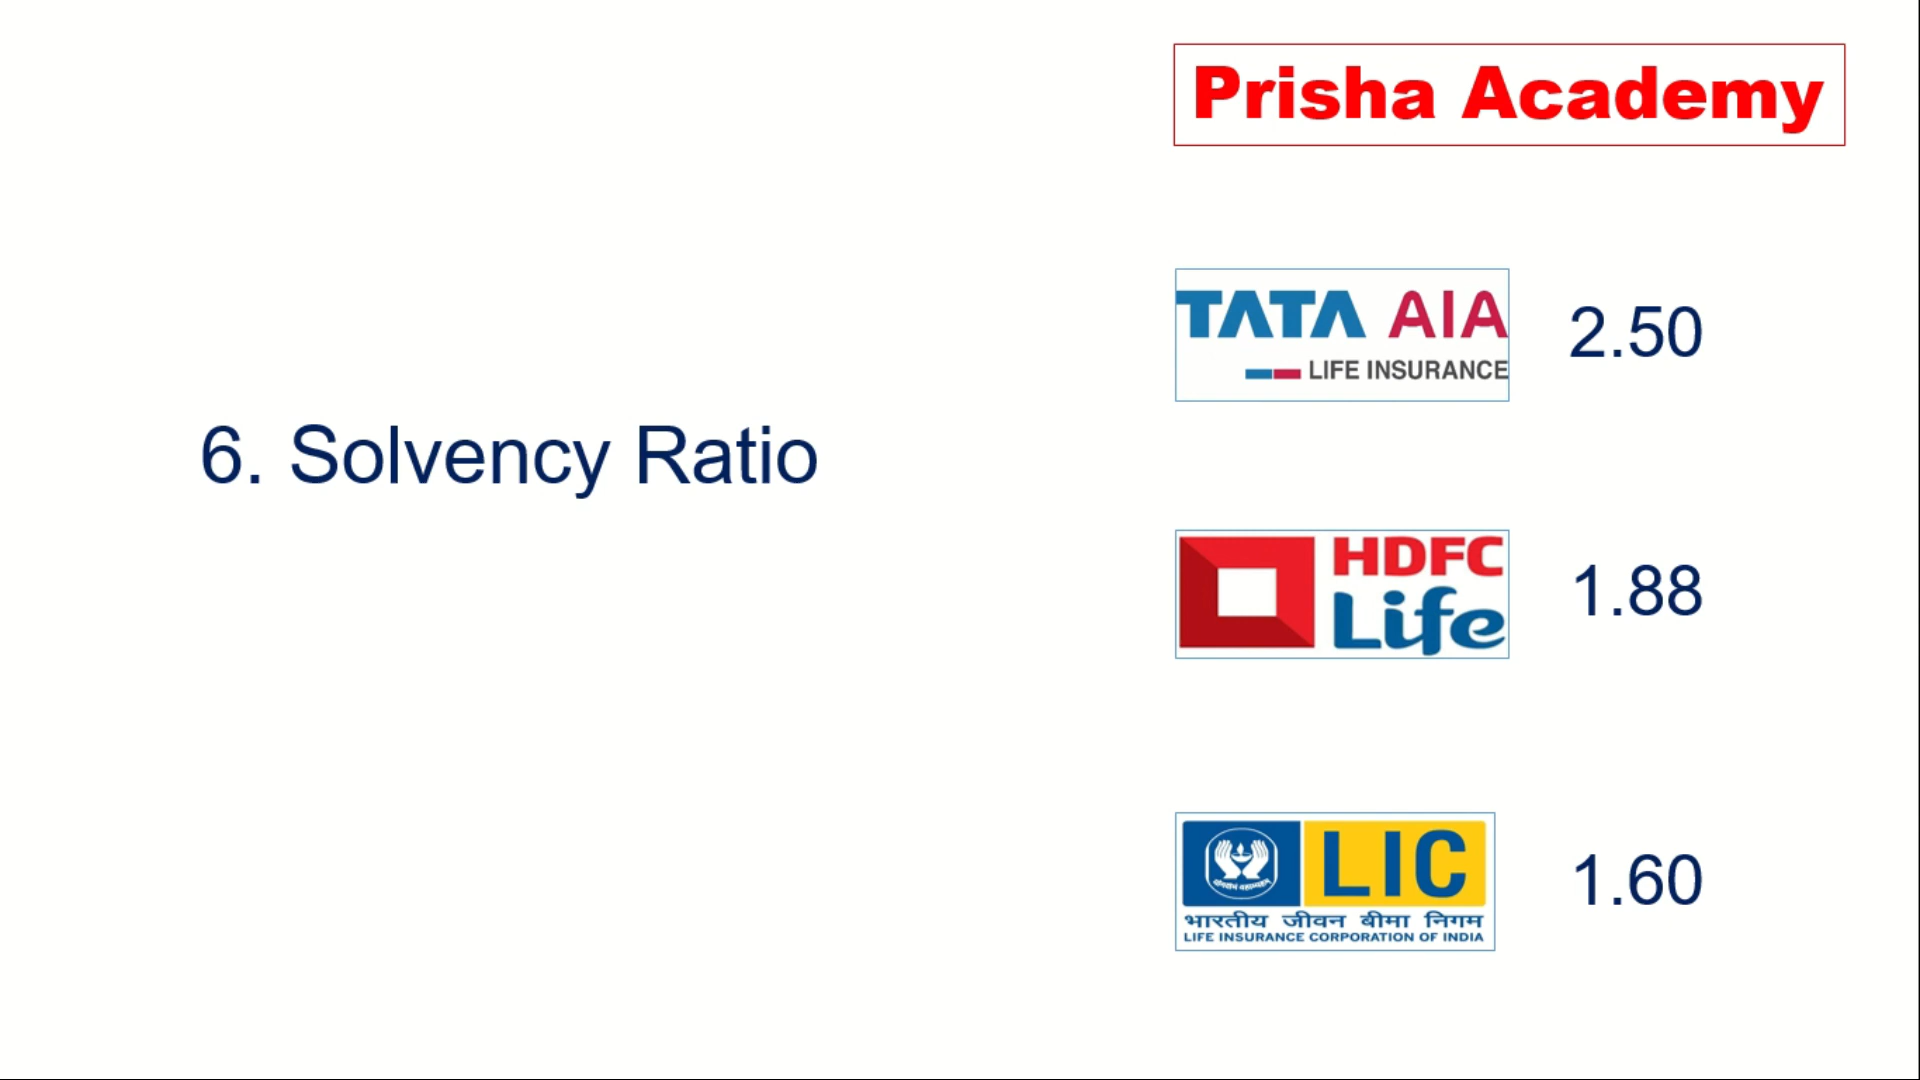 Prisha Academy
6. Solvency Ratio
TATA AIA
LIFE INSURANCE
2.50
HDFC
Life
1.88
LIC
भारतीय जीवन बीमा निगम
LIFE INSURANCE CORPORATION OF INDIA
1.60